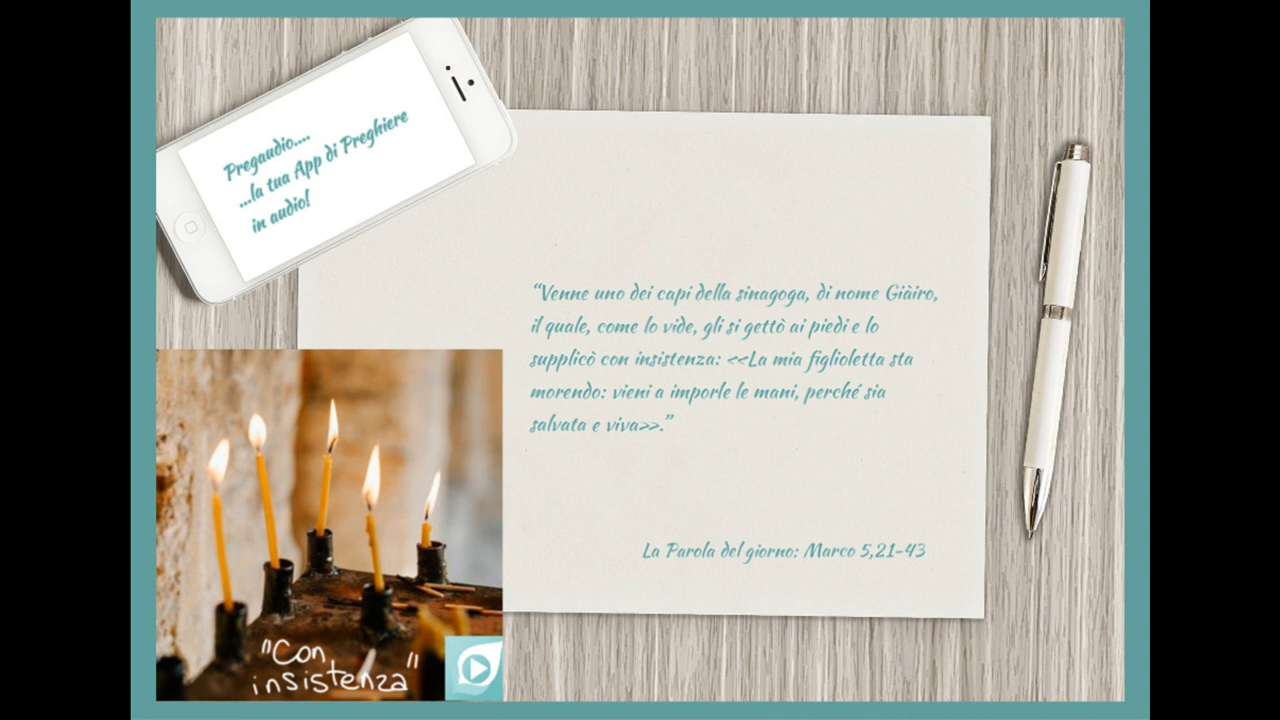 Pregaudio....
...la tua App di Preghiere
in audio!
“Venne uno dei capi della sinagoga, di nome Giàiro,
il quale, come lo vide, gli si gettò ai piedi e lo
supplicò con insistenza: <<La mia figlioletta sta
morendo: vieni a imporle le mani, perché sia
salvata e viva>>.”
La Parola del giorno: Marco 5,21-43
"Con
insistenza"